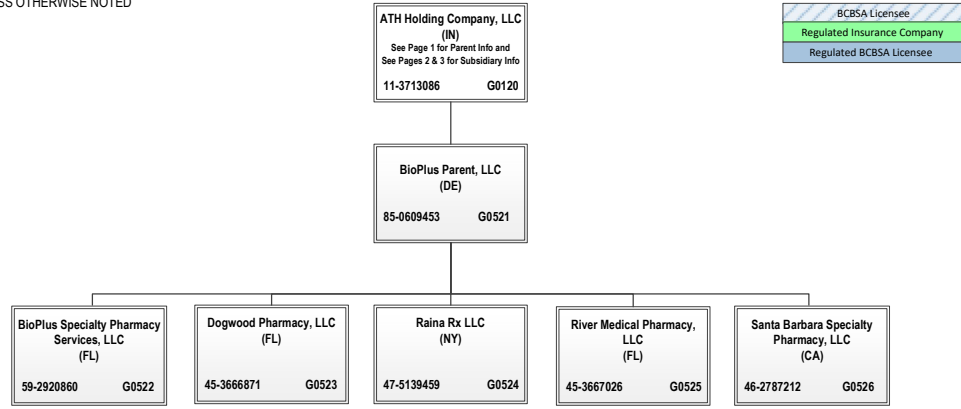 SS OTHERWISE NOTED
BCBSA Licensee
Regulated Insurance Company
Regulated BCBSA Licensee
ATH Holding Company, LLC
(IN)
See Page 1 for Parent Info and
See Pages 2 & 3 for Subsidiary Info
11-3713086 G0120
BioPlus Parent, LLC
(DE)
85-0609453 G0521
BioPlus Specialty Pharmacy
Services, LLC
(FL)
59-2920860 G0522
Dogwood Pharmacy, LLC
(FL)
45-3666871 G0523
Raina Rx LLC
(NY)
47-5139459 G0524
River Medical Pharmacy,
LLC
(FL)
45-3667026 G0525
Santa Barbara Specialty
Pharmacy, LLC
(CA)
46-2787212 G0526